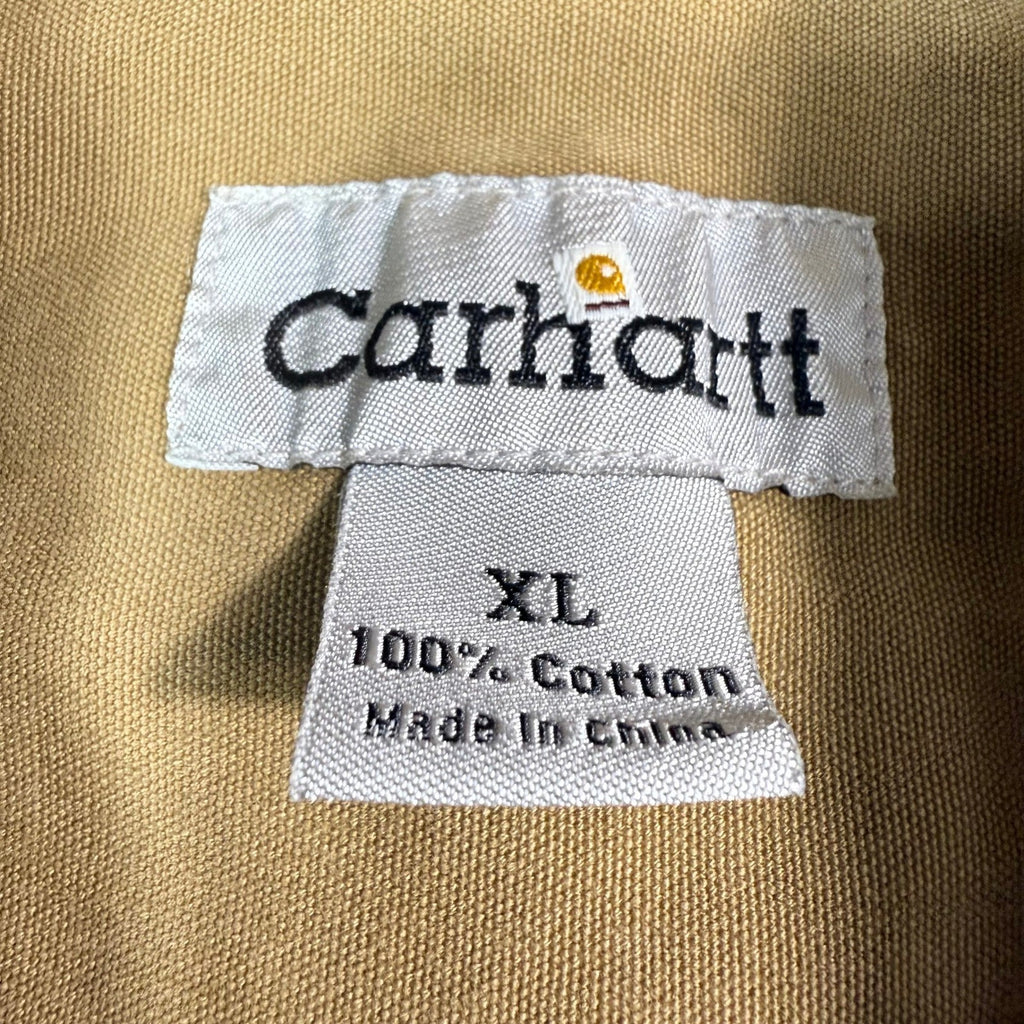 carhartt
XL
100% Cotton
Made In China